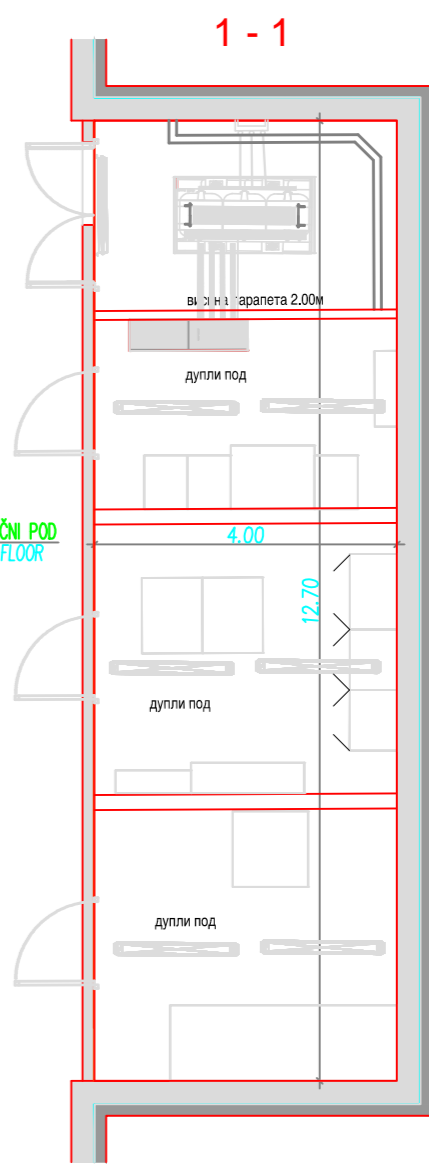 1 - 1
висина парапета 2.00м
дупли под
ČNI POD
FLOOR
4.00
12.70
дупли под
дупли под